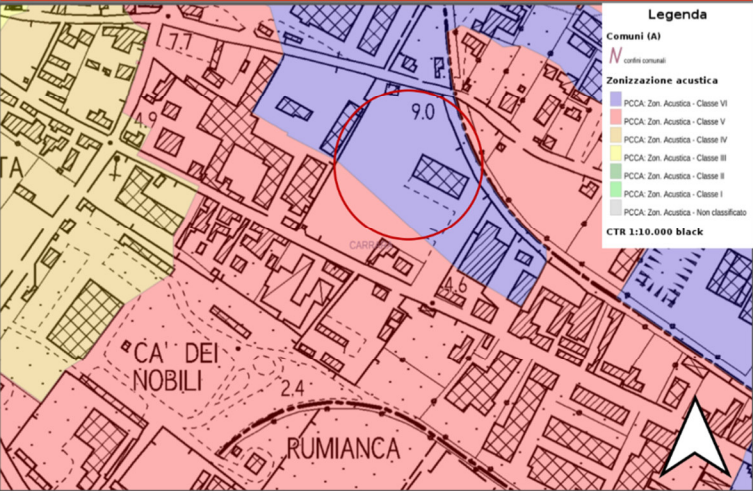 Legenda
Comuni (A)
confini comunali
Zonizzazione acustica
PCCA: Zon. Acustica - Classe VI
PCCA: Zon. Acustica - Classe V
PCCA: Zon. Acustica - Classe IV
PCCA: Zon. Acustica - Classe III
PCCA: Zon. Acustica - Classe II
PCCA: Zon. Acustica - Classe I
PCCA: Zon. Acustica - Non classificato
CTR 1:10.000 black
7.7
9.0
4.9
TA
4.6
CA' DEI
NOBILI
2.4
RUMIANCA